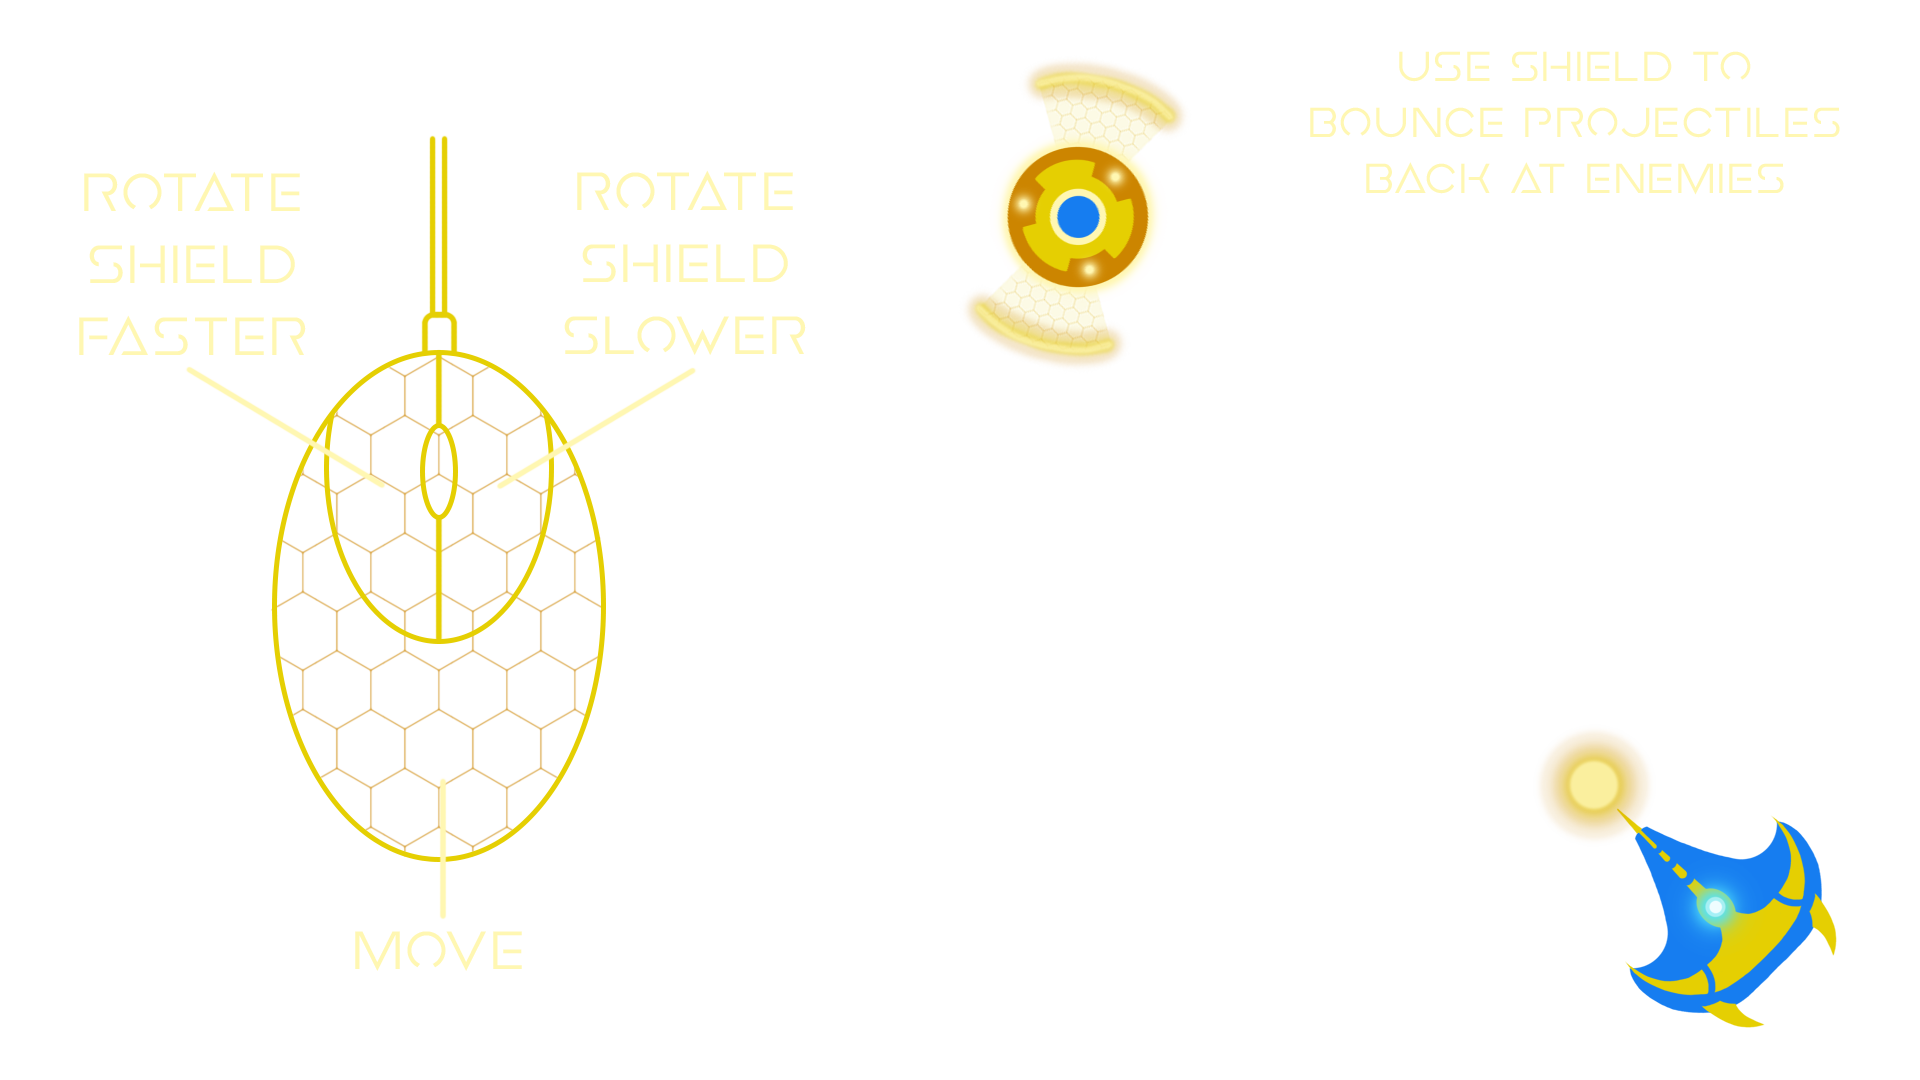 ROTATE
SHIELD
FASTER
ROTATE
SHIELD
SLOWER
MOVE
USE SHIELD TO
BOUNCE PROJECTILES
BACK AT ENEMIES